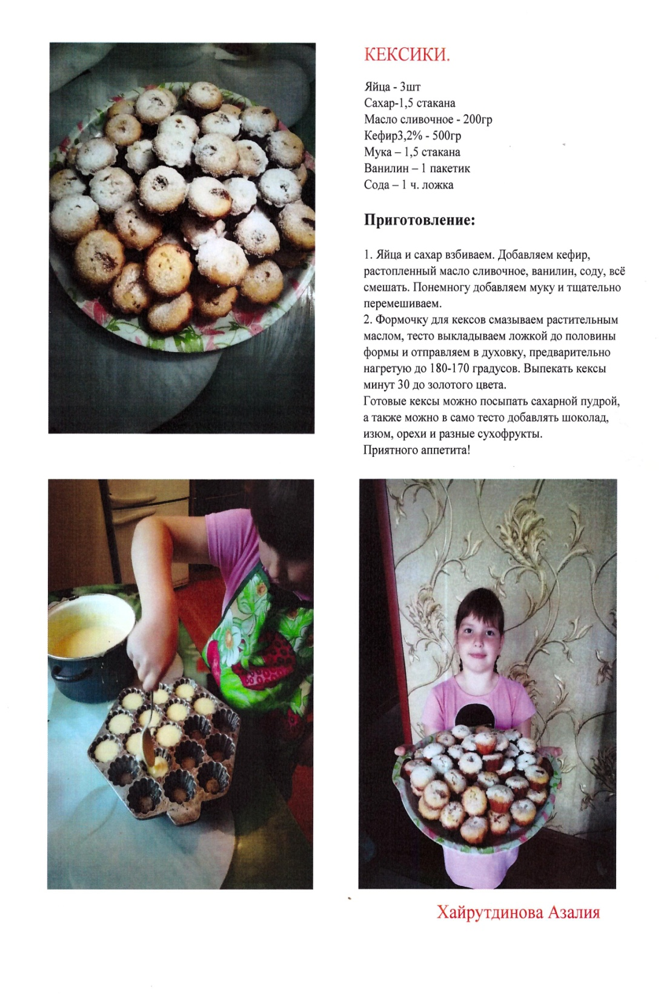 КЕКСИКИ.
Яйца - 3шт
Сахар-1,5 стакана
Масло сливочное - 200гр
Кефир3,2% - 500гр
Мука – 1,5 стакана
Ванилин – 1 пакетик
Сода – 1 ч. ложка
Приготовление:
1. Яйца и сахар взбиваем. Добавляем кефир,
растопленный масло сливочное, ванилин, соду, всё
смешать. Понемногу добавляем муку и тщательно
перемешиваем.
2. Формочку для кексов смазываем растительным
маслом, тесто выкладываем ложкой до половины
формы и отправляем в духовку, предварительно
нагретую до 180-170 градусов. Выпекать кексы
минут 30 до золотого цвета.
Готовые кексы можно посыпать сахарной пудрой,
а также можно в само тесто добавлять шоколад,
изюм, орехи и разные сухофрукты.
Приятного аппетита!
Хайрутдинова Азалия